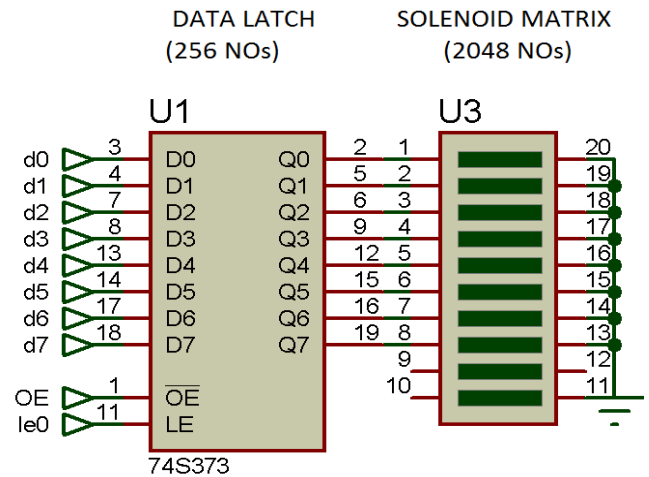 DATA LATCH SOLENOID MATRIX
(256 NOs) (2048 NOs)
U1 U3
d0 3 D0 Q0 2 1 20
d1 4 D1 Q1 5 2 19
d2 7 D2 Q2 6 3 18
d3 8 D3 Q3 9 4 17
d4 13 D4 Q4 12 5 16
d5 14 D5 Q5 15 6 15
d6 17 D6 Q6 16 7 14
d7 18 D7 Q7 19 8 13
9 12
OE 1 OE 10 11
le0 11 LE
74S373